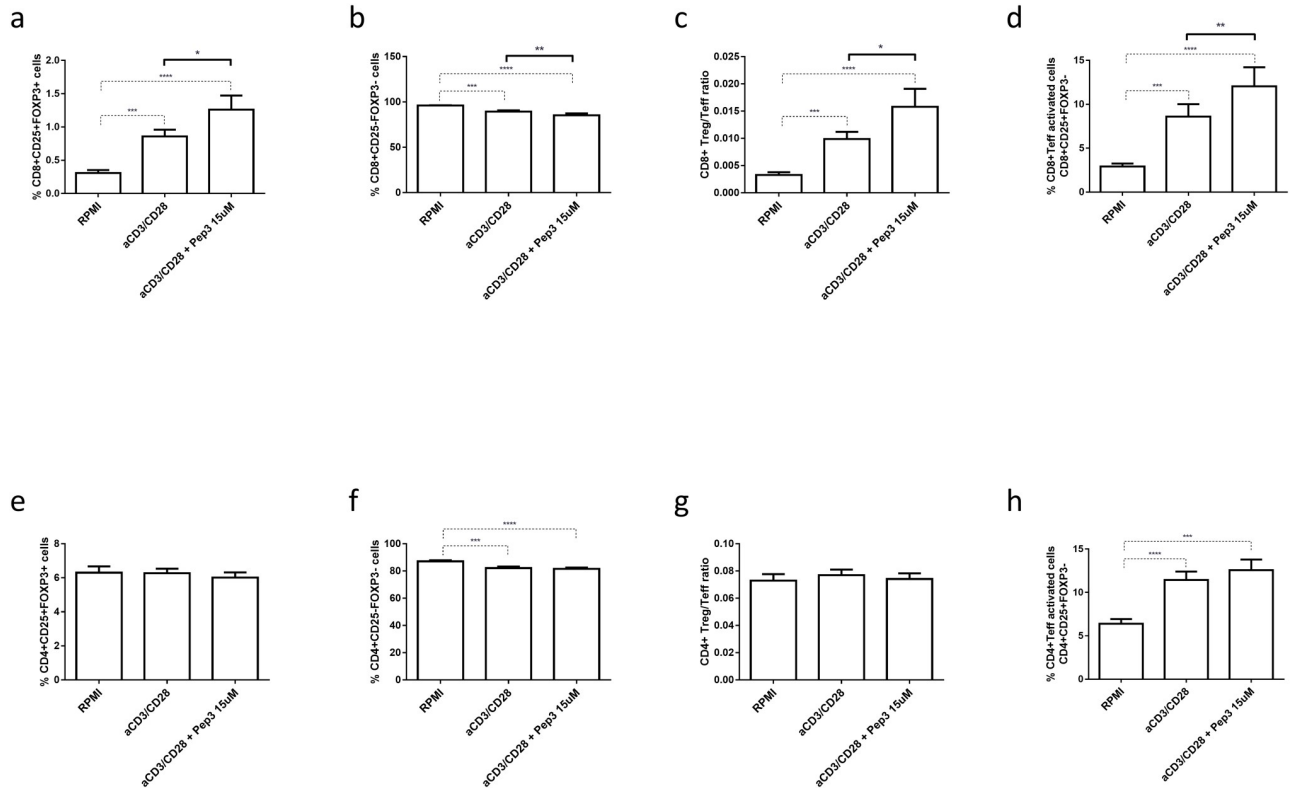 a
% CD8+CD25+FOXP3+ cells
2.0
1.5
1.0
0.5
0.0
*
****
***
RPMI
aCD3/CD28
aCD3/CD28 + Pep3 15uM
b
% CD8+CD25-FOXP3- cells
150
100
50
0
**
****
***
RPMI
aCD3/CD28
aCD3/CD28 + Pep3 15uM
c
CD8+ Treg/Teff ratio
0.025
0.020
0.015
0.010
0.005
0.000
*
****
***
RPMI
aCD3/CD28
aCD3/CD28 + Pep3 15uM
d
% CD8+Teff activated cells
CD8+CD25+FOXP3-
15
10
5
0
**
****
***
RPMI
aCD3/CD28
aCD3/CD28 + Pep3 15uM
e
% CD4+CD25+FOXP3+ cells
8
6
4
2
0
RPMI
aCD3/CD28
aCD3/CD28 + Pep3 15uM
f
% CD4+CD25-FOXP3- cells
100
80
60
40
20
0
****
***
RPMI
aCD3/CD28
aCD3/CD28 + Pep3 15uM
g
CD4+ Treg/Teff ratio
0.10
0.08
0.06
0.04
0.02
0.00
RPMI
aCD3/CD28
aCD3/CD28 + Pep3 15uM
h
% CD4+Teff activated cells
CD4+CD25+FOXP3-
15
10
5
0
***
****
RPMI
aCD3/CD28
aCD3/CD28 + Pep3 15uM